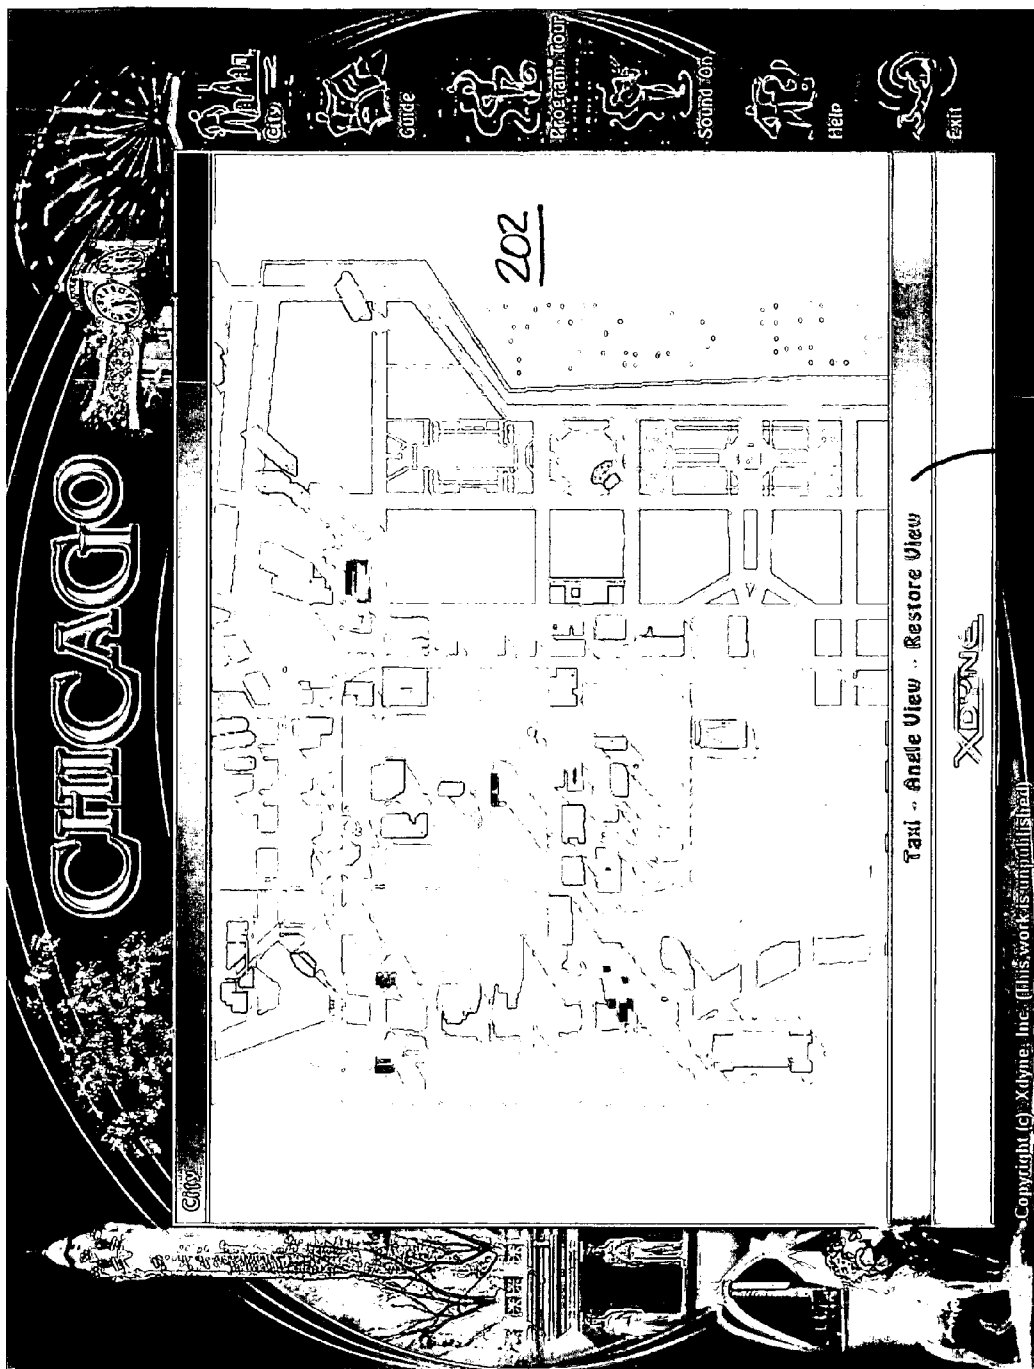 CHICAGO
City
City
Guide
Program Tour
Sound On
Help
Exit
202
Taxi -- Angle View -- Restore View
XDYNE
Copyright (c) Xdyne, Inc. (this work is unpublished)